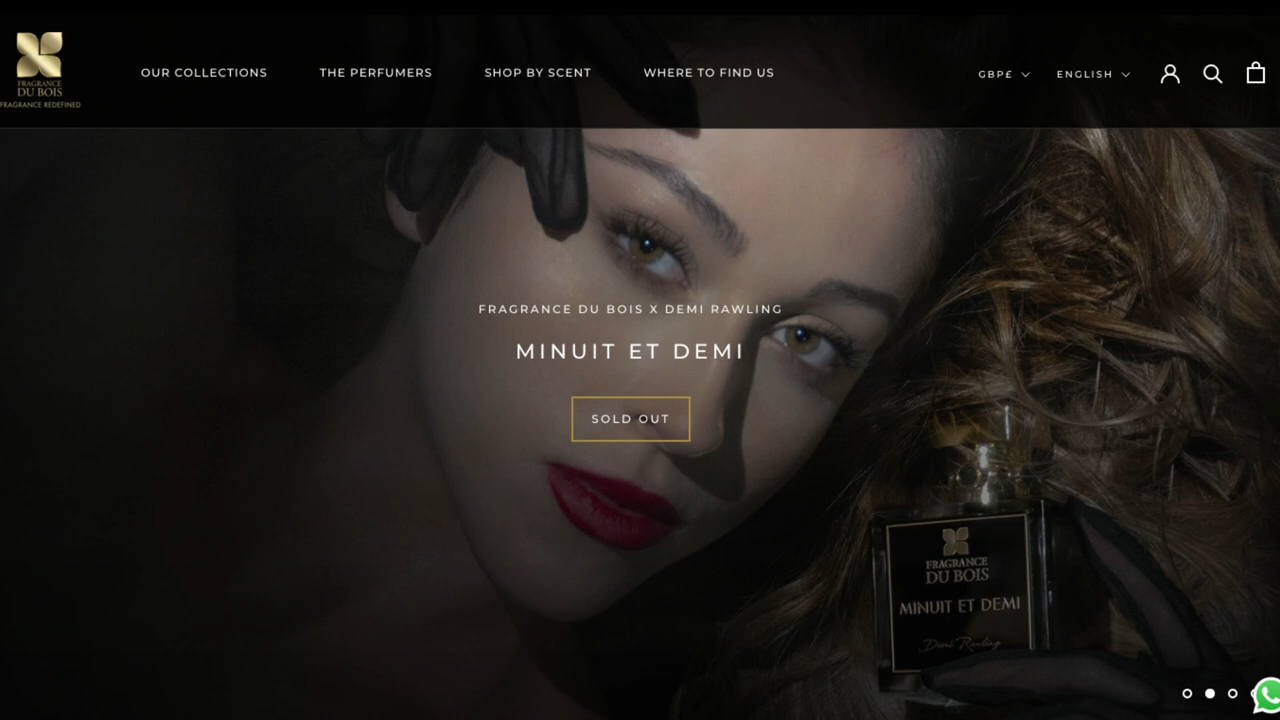 FRAGRANCE
DU BOIS
FRAGRANCE REDEFINED
OUR COLLECTIONS
THE PERFUMERS
SHOP BY SCENT
WHERE TO FIND US
GBP£
ENGLISH
FRAGRANCE DU BOIS X DEMI RAWLING
MINUIT ET DEMI
SOLD OUT
FRAGRANCE
DU BOIS
MINUIT ET DEMI
Demi Rawling